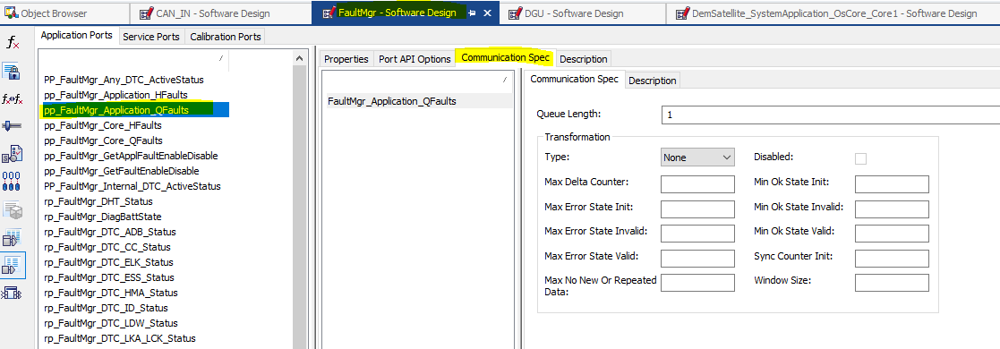 Object Browser
CAN_IN - Software Design
FaultMgr - Software Design
DGU - Software Design
DemSatellite_SystemApplication_OsCore_Core1 - Software Design
Application Ports
Service Ports
Calibration Ports
PP_FaultMgr_Any_DTC_ActiveStatus
pp_FaultMgr_Application_HFaults
pp_FaultMgr_Application_QFaults
pp_FaultMgr_Core_HFaults
pp_FaultMgr_Core_QFaults
pp_FaultMgr_GetApplFaultEnableDisable
pp_FaultMgr_GetFaultEnableDisable
PP_FaultMgr_Internal_DTC_ActiveStatus
rp_FaultMgr_DHT_Status
rp_FaultMgr_DiagBattState
rp_FaultMgr_DTC_ADB_Status
rp_FaultMgr_DTC_CC_Status
rp_FaultMgr_DTC_ELK_Status
rp_FaultMgr_DTC_ESS_Status
rp_FaultMgr_DTC_HMA_Status
rp_FaultMgr_DTC_ID_Status
rp_FaultMgr_DTC_LDW_Status
rp_FaultMgr_DTC_LKA_LCK_Status
Properties
Port API Options
Communication Spec
Description
FaultMgr_Application_QFaults
Communication Spec
Description
Queue Length:
1
Transformation
Type:
None
Disabled:
Max Delta Counter:
Min Ok State Init:
Max Error State Init:
Min Ok State Invalid:
Max Error State Invalid:
Min Ok State Valid:
Max Error State Valid:
Sync Counter Init:
Max No New Or Repeated
Data:
Window Size: